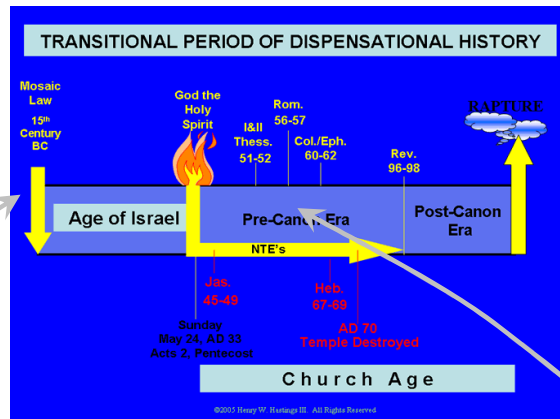 TRANSITIONAL PERIOD OF DISPENSATIONAL HISTORY
Mosaic
Law
15th
Century
BC
God the
Holy
Spirit
I&II
Thess.
51-52
Rom.
56-57
Col./Eph.
60-62
Rev.
96-98
RAPTURE
Age of Israel
Pre-Canon Era
Post-Canon
Era
NTE's
Jas.
45-49
Heb.
67-69
Sunday
May 24, AD 33
Acts 2, Pentecost
AD 70
Temple Destroyed
Church Age
©2005 Henry W. Hastings III. All Rights Reserved